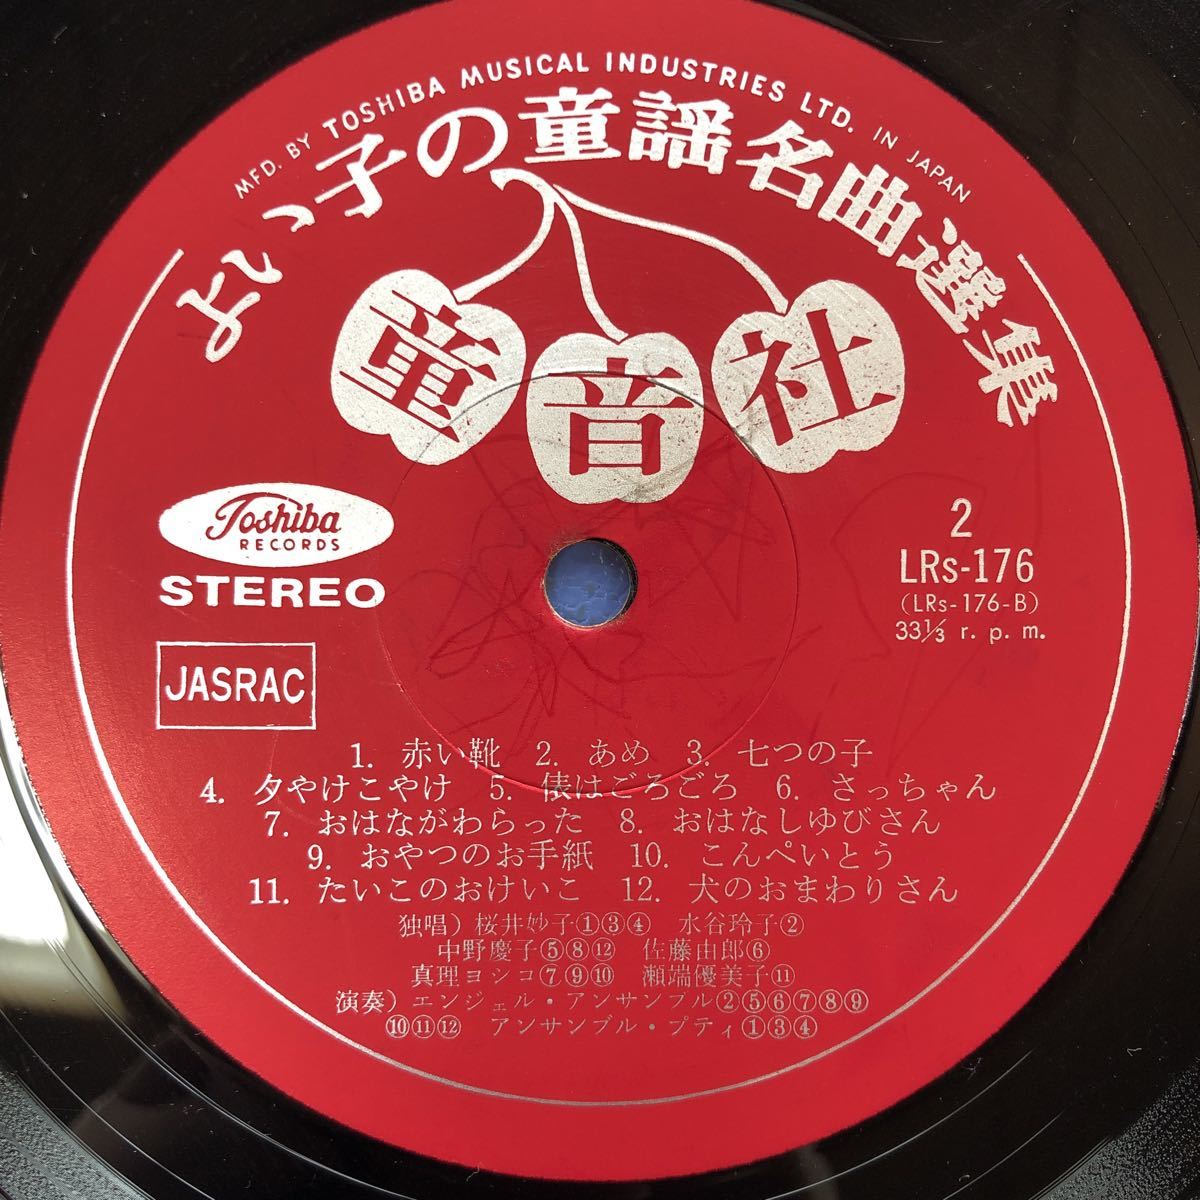 MFD. BY TOSHIBA MUSICAL INDUSTRIES LTD. IN JAPAN
よい子の童謡名曲選集
童音社
Toshiba
RECORDS
STEREO
JASRAC
2
LRs-176
(LRs-176-B)
33⅓ r. p. m.
1. 赤い靴 2. あめ 3. 七つの子
4. 夕やけこやけ 5. 俵はごろごろ 6. さっちゃん
7. おはながわらった 8. おはなしゆびさん
9. おやつのお手紙 10. こんぺいとう
11. たいこのおけいこ 12. 犬のおまわりさん
独唱) 桜井妙子①③④ 水谷玲子②
中野慶子⑤⑧⑫ 佐藤由郎⑥
真理ヨシコ⑦⑨⑩ 瀬端優美子⑪
演奏) エンジェル・アンサンブル②⑤⑥⑦⑧⑨
⑩⑪⑫ アンサンブル・プティ①③④